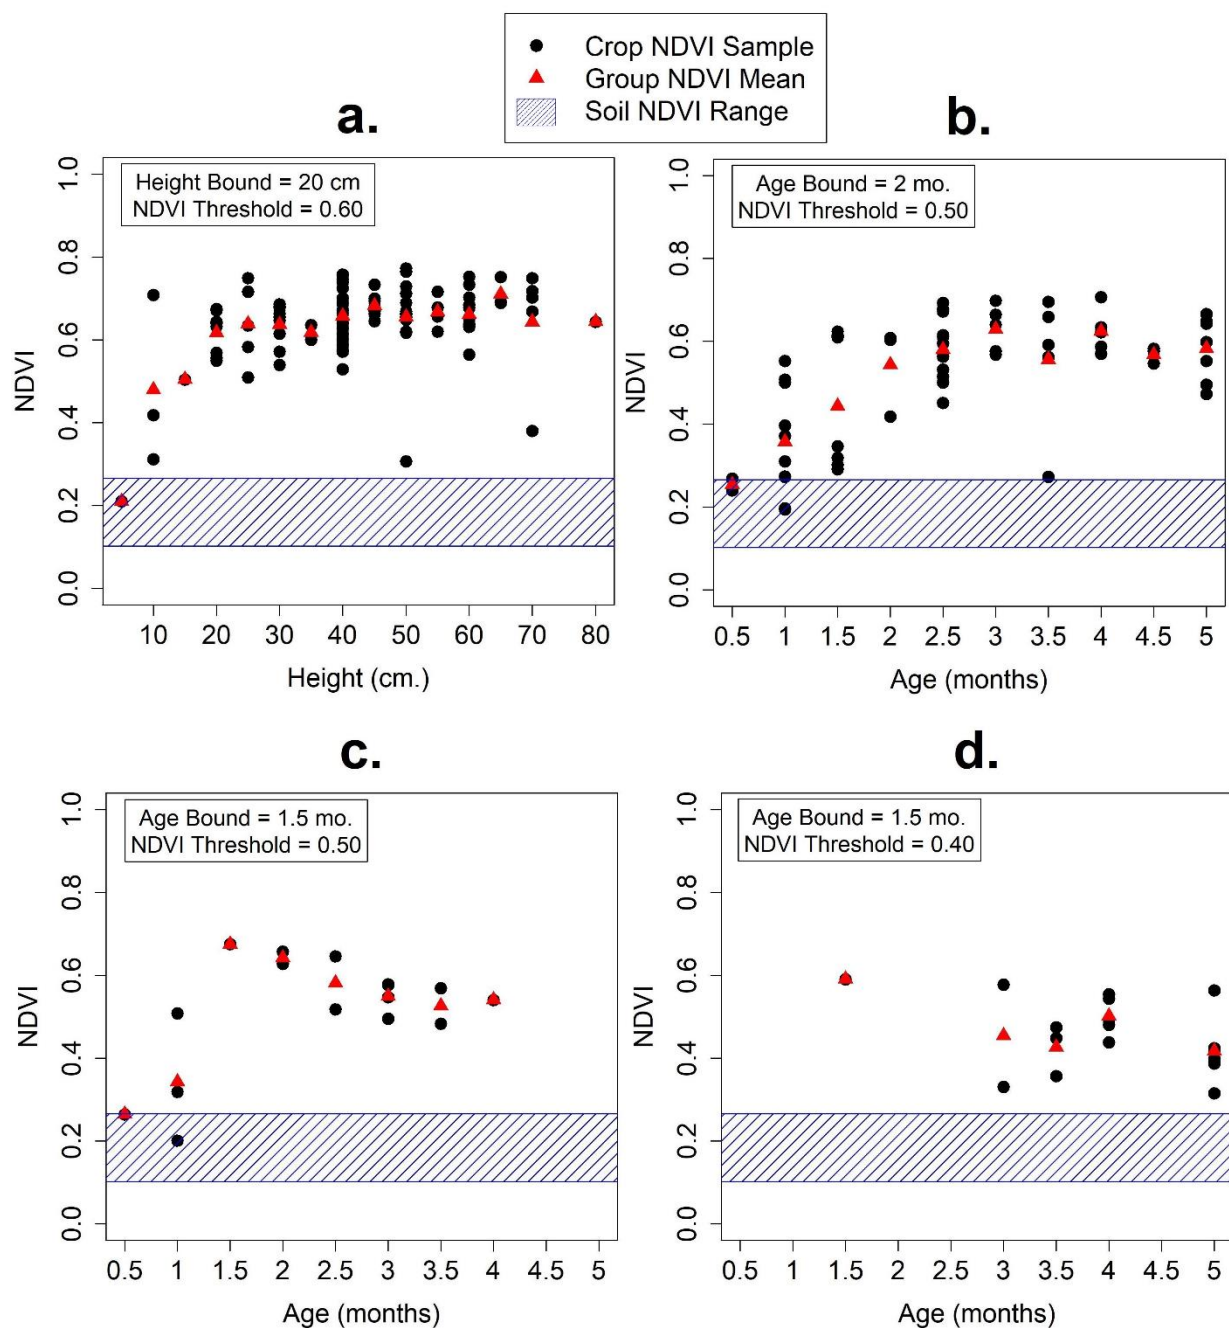 Crop NDVI Sample
Group NDVI Mean
Soil NDVI Range
a.
Height Bound = 20 cm
NDVI Threshold = 0.60
NDVI
1.0
0.8
0.6
0.4
0.2
0.0
10 20 30 40 50 60 70 80
Height (cm.)
b.
Age Bound = 2 mo.
NDVI Threshold = 0.50
NDVI
1.0
0.8
0.6
0.4
0.2
0.0
0.5 1 1.5 2 2.5 3 3.5 4 4.5 5
Age (months)
c.
Age Bound = 1.5 mo.
NDVI Threshold = 0.50
NDVI
1.0
0.8
0.6
0.4
0.2
0.0
0.5 1 1.5 2 2.5 3 3.5 4 4.5 5
Age (months)
d.
Age Bound = 1.5 mo.
NDVI Threshold = 0.40
NDVI
1.0
0.8
0.6
0.4
0.2
0.0
0.5 1 1.5 2 2.5 3 3.5 4 4.5 5
Age (months)